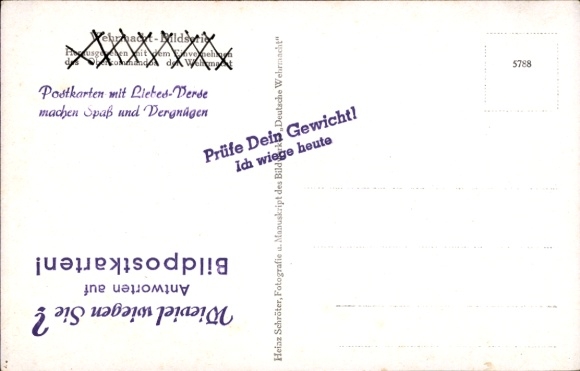 Wehrmacht-Bildserie
Herausgegeben mit dem Einvernehmen
des Oberkommandos der Wehrmacht
Postkarten mit Liebes-Verse
machen Spaß und Vergnügen
Prüfe Dein Gewicht!
Ich wiege heute
Heinz Schröter, Fotografie u. Manuskript des Bildwerks „Deutsche Wehrmacht“
5788
Wieviel wiegen Sie?
Antworten auf
Bildpostkarten!